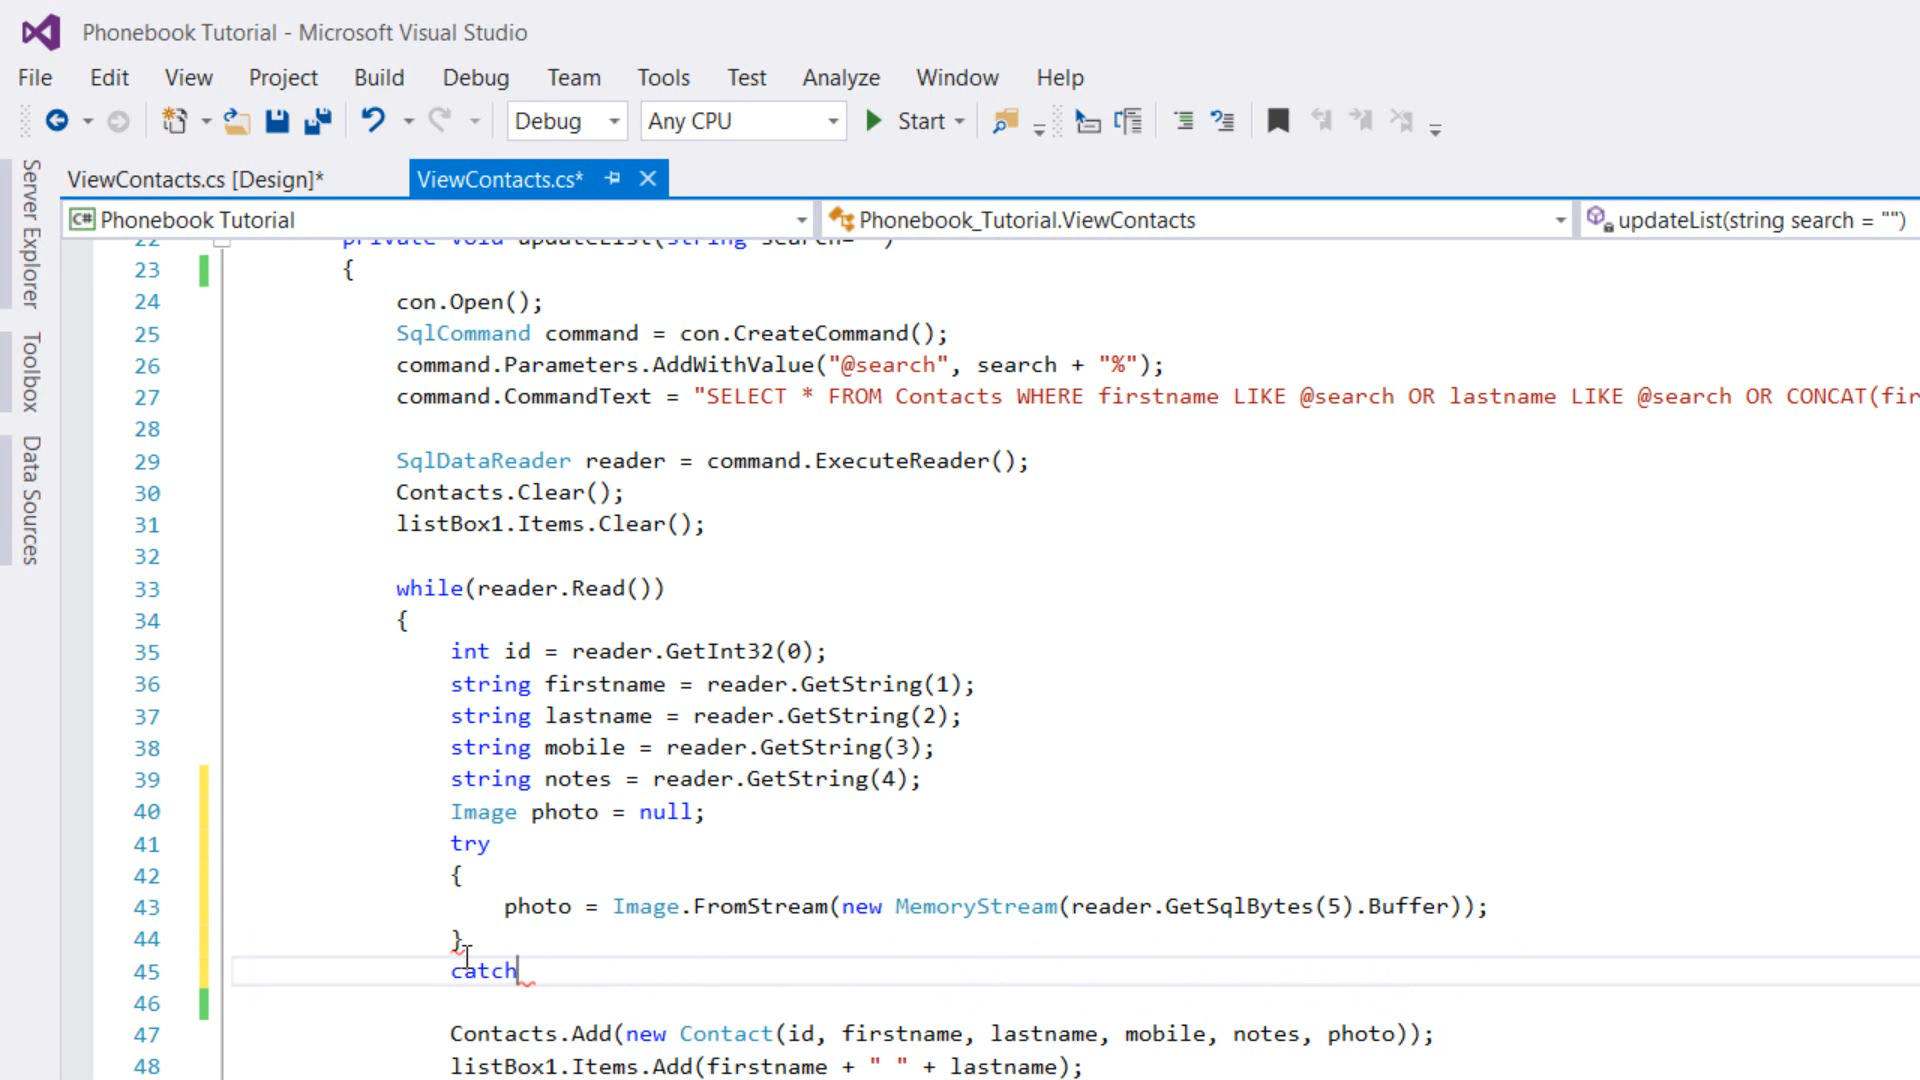 Phonebook Tutorial - Microsoft Visual Studio
File Edit View Project Build Debug Team Tools Test Analyze Window Help
Debug Any CPU Start
ViewContacts.cs [Design]* ViewContacts.cs*
C# Phonebook Tutorial Phonebook_Tutorial.ViewContacts updateList(string search = "")
Server Explorer
Toolbox
Data Sources
22 private void updateList(string search="")
23 {
24 con.Open();
25 SqlCommand command = con.CreateCommand();
26 command.Parameters.AddWithValue("@search", search + "%");
27 command.CommandText = "SELECT * FROM Contacts WHERE firstname LIKE @search OR lastname LIKE @search OR CONCAT(fir
28
29 SqlDataReader reader = command.ExecuteReader();
30 Contacts.Clear();
31 listBox1.Items.Clear();
32
33 while(reader.Read())
34 {
35 int id = reader.GetInt32(0);
36 string firstname = reader.GetString(1);
37 string lastname = reader.GetString(2);
38 string mobile = reader.GetString(3);
39 string notes = reader.GetString(4);
40 Image photo = null;
41 try
42 {
43 photo = Image.FromStream(new MemoryStream(reader.GetSqlBytes(5).Buffer));
44 }
45 catch
46
47 Contacts.Add(new Contact(id, firstname, lastname, mobile, notes, photo));
48 listBox1.Items.Add(firstname + " " + lastname);